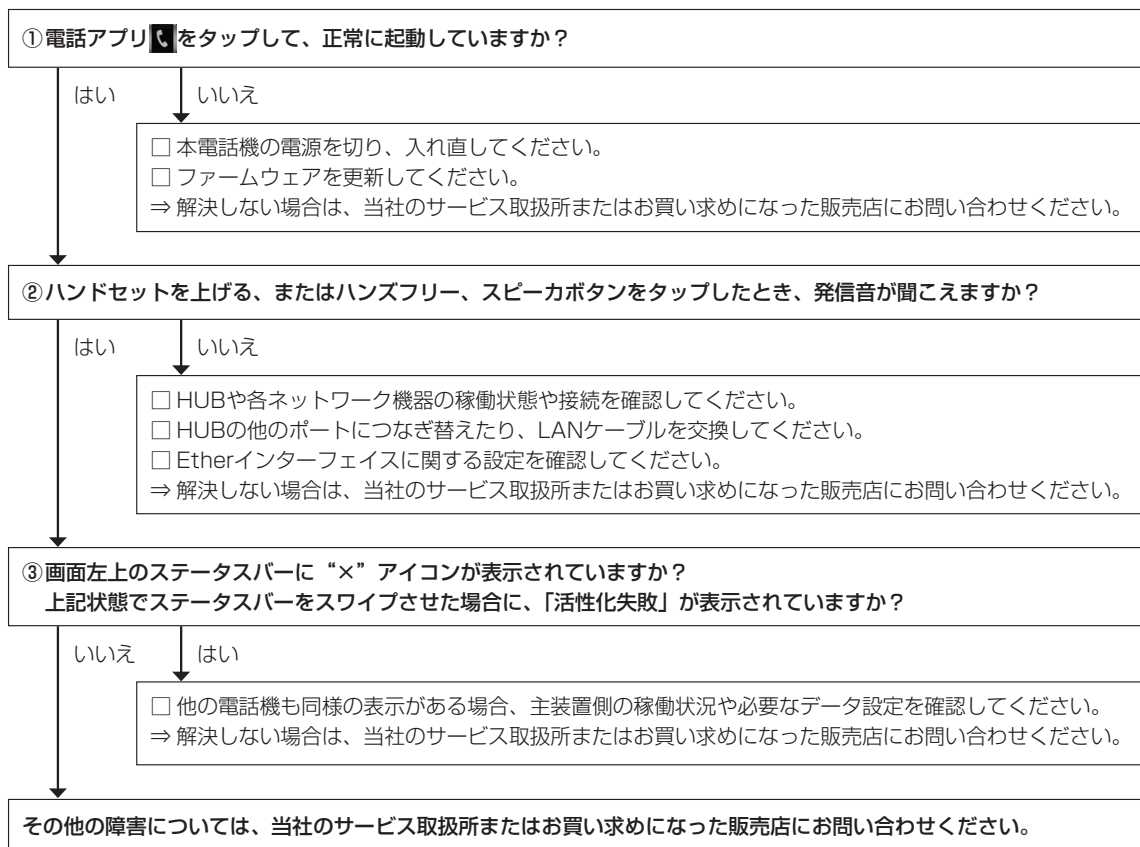 ①電話アプリ をタップして、正常に起動していますか？
はい いいえ
□ 本電話機の電源を切り、入れ直してください。
□ ファームウェアを更新してください。
⇒ 解決しない場合は、当社のサービス取扱所またはお買い求めになった販売店にお問い合わせください。
②ハンドセットを上げる、またはハンズフリー、スピーカボタンをタップしたとき、発信音が聞こえますか？
はい いいえ
□ HUBや各ネットワーク機器の稼働状態や接続を確認してください。
□ HUBの他のポートにつなぎ替えたり、LANケーブルを交換してください。
□ Etherインターフェイスに関する設定を確認してください。
⇒ 解決しない場合は、当社のサービス取扱所またはお買い求めになった販売店にお問い合わせください。
③画面左上のステータスバーに“×”アイコンが表示されていますか？
上記状態でステータスバーをスワイプさせた場合に、「活性化失敗」が表示されていますか？
いいえ はい
□ 他の電話機も同様の表示がある場合、主装置側の稼働状況や必要なデータ設定を確認してください。
⇒ 解決しない場合は、当社のサービス取扱所またはお買い求めになった販売店にお問い合わせください。
その他の障害については、当社のサービス取扱所またはお買い求めになった販売店にお問い合わせください。